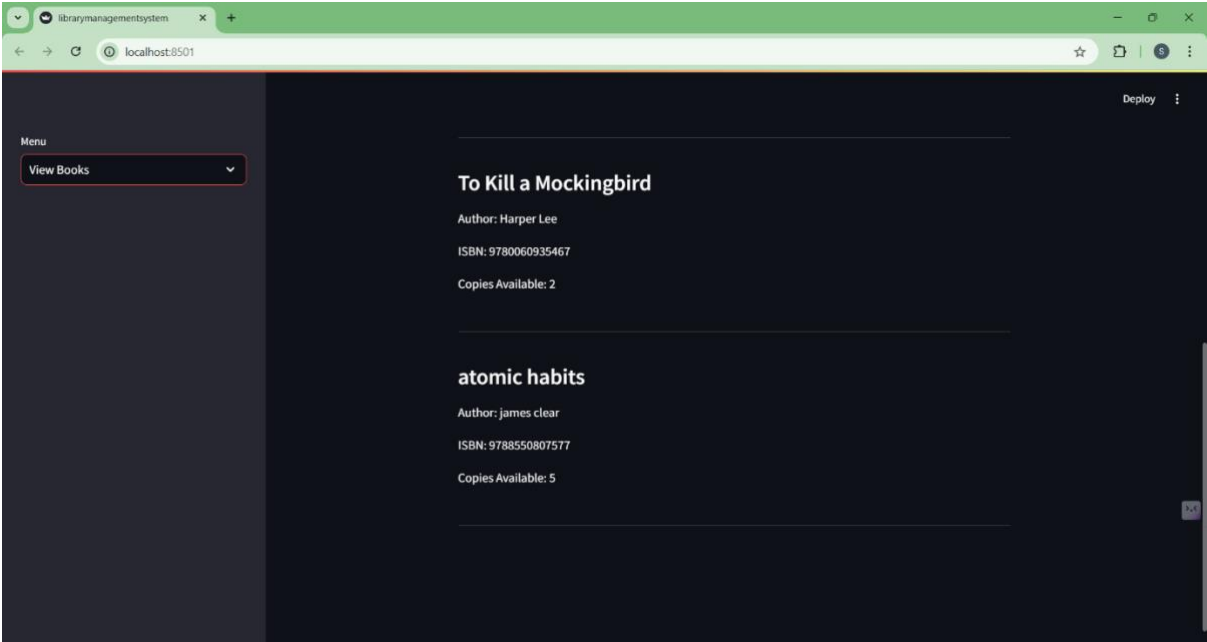 librarymanagementsystem
localhost:8501
S
Deploy
Menu
View Books
To Kill a Mockingbird
Author: Harper Lee
ISBN: 9780060935467
Copies Available: 2
atomic habits
Author: james clear
ISBN: 9788550807577
Copies Available: 5